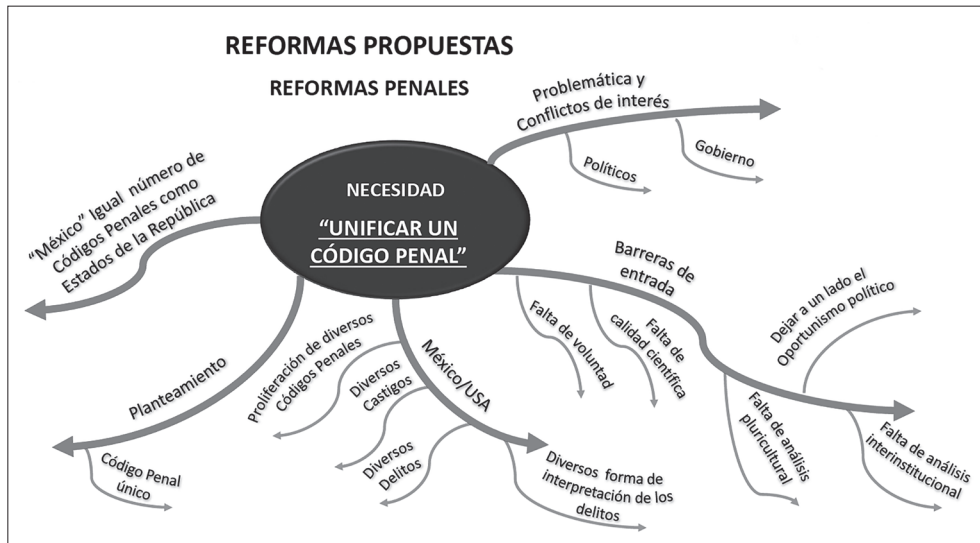 REFORMAS PROPUESTAS
REFORMAS PENALES
Problemática y
Conflictos de interés
Políticos
Gobierno
NECESIDAD
“UNIFICAR UN
CÓDIGO PENAL”
“México” Igual número de
Códigos Penales como
Estados de la República
Barreras de
entrada
Falta de voluntad
Falta de
calidad científica
Dejar a un lado el
Oportunismo político
Falta de análisis
pluricultural
Falta de análisis
interinstitucional
México/USA
Proliferación de diversos
Códigos Penales
Diversos
Castigos
Diversos
Delitos
Diversos forma de
interpretación de los
delitos
Planteamiento
Código Penal
único